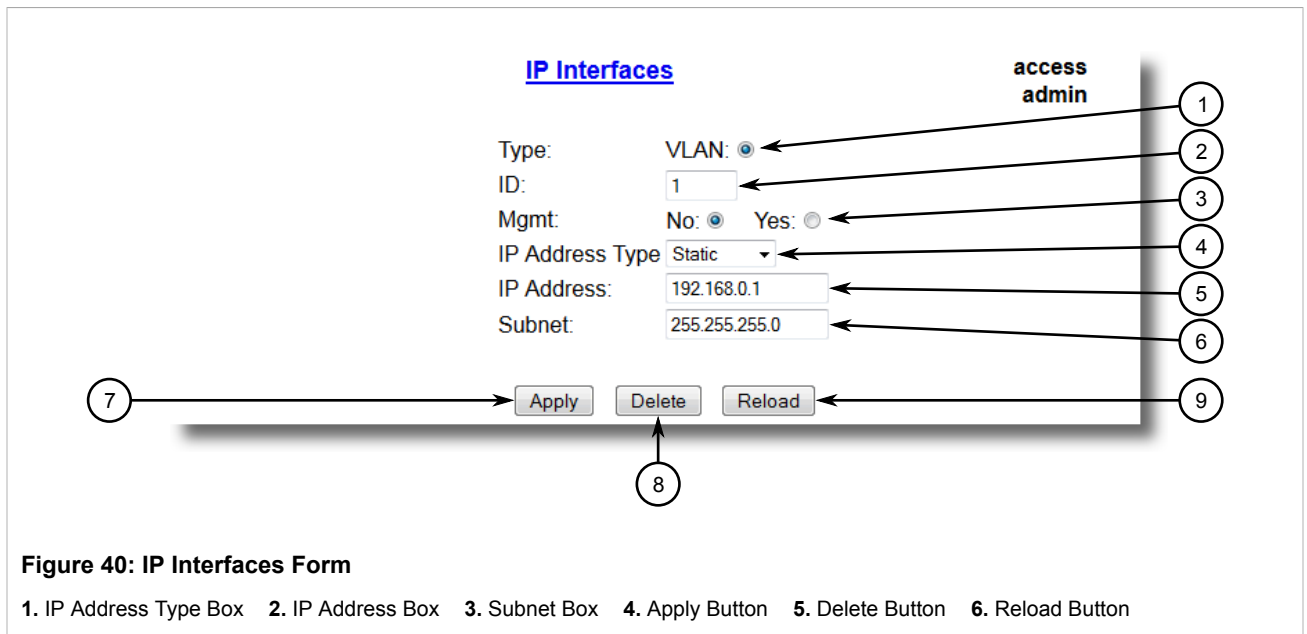 IP Interfaces
access
admin
1
Type: VLAN:
2
ID: 1
3
Mgmt: No: Yes:
4
IP Address Type Static
5
IP Address: 192.168.0.1
6
Subnet: 255.255.255.0
7
Apply Delete Reload
9
8
Figure 40: IP Interfaces Form
1. IP Address Type Box 2. IP Address Box 3. Subnet Box 4. Apply Button 5. Delete Button 6. Reload Button